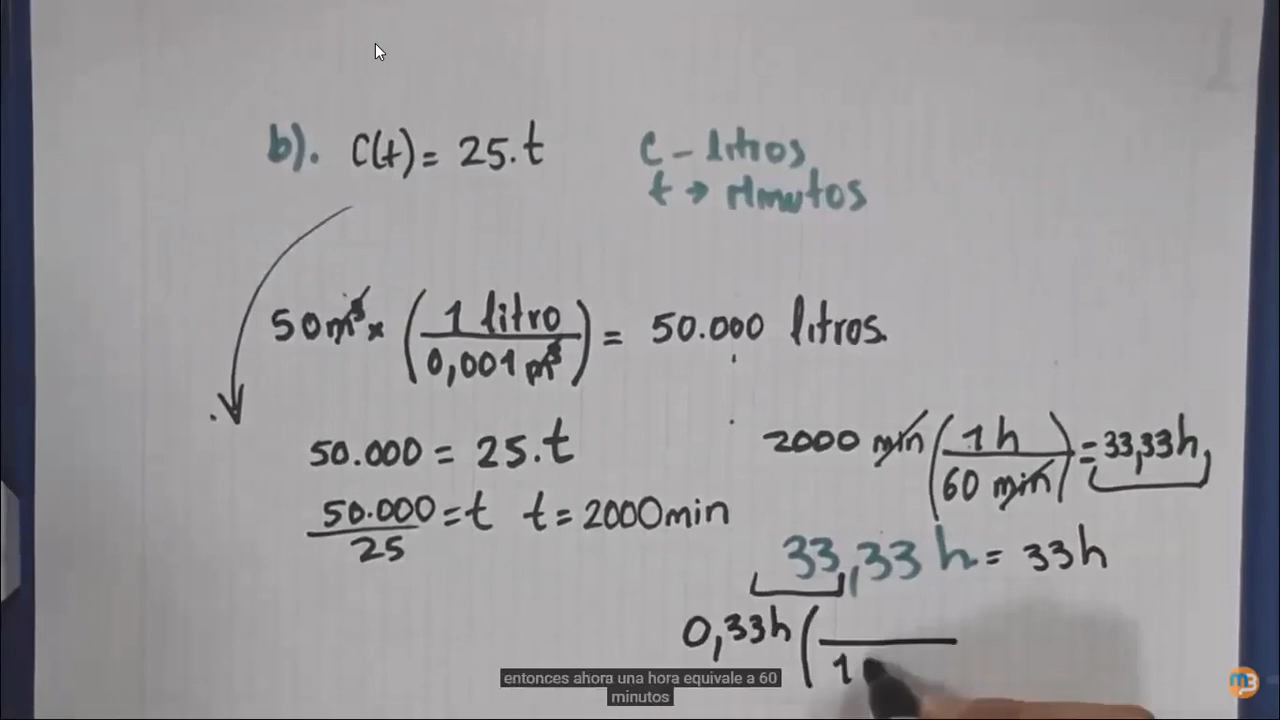 b). C(t) = 25.t
C - litros
t → minutos
50m³ x (1 litro / 0,001 m³) = 50.000 litros.
50.000 = 25.t
50.000 / 25 = t t = 2000min
2000 min (1 h / 60 min) = 33,33h,
33,33 h = 33h
0,33h ( / 1
entonces ahora una hora equivale a 60
minutos